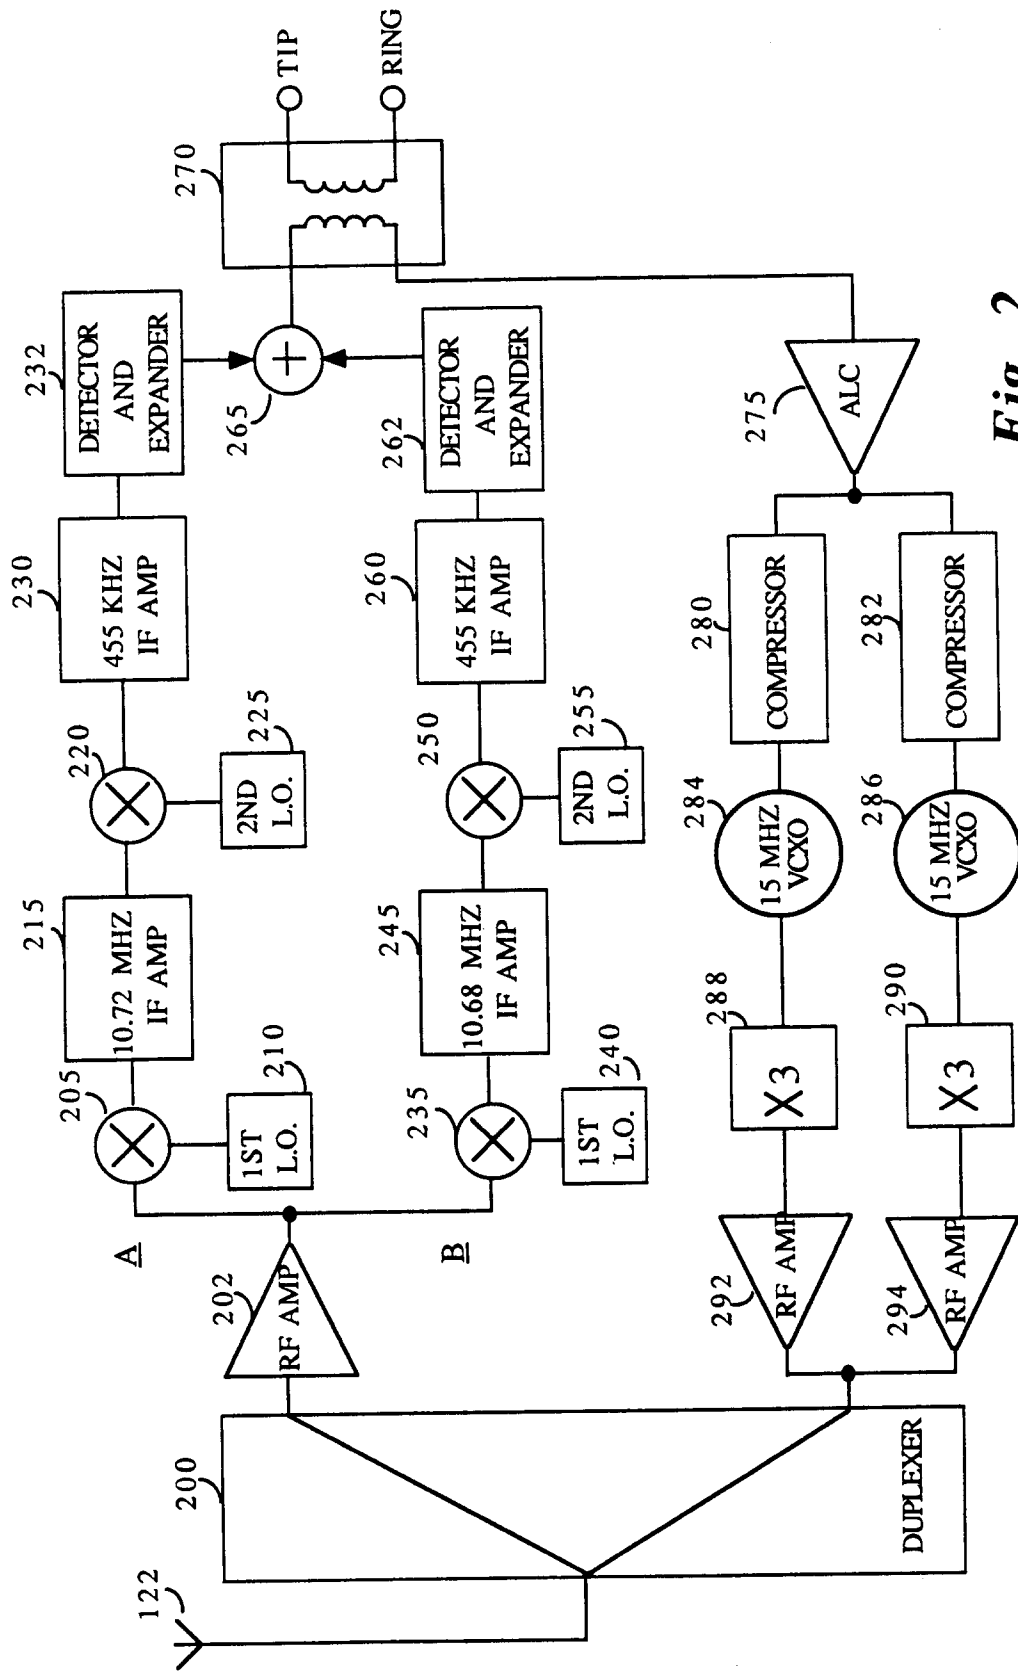 122
200
DUPLEXER
202
RF AMP
A
B
205
1ST
L.O.
210
215
10.72 MHZ
IF AMP
220
2ND
L.O.
225
230
455 KHZ
IF AMP
232
DETECTOR
AND
EXPANDER
265
+
235
1ST
L.O.
240
245
10.68 MHZ
IF AMP
250
2ND
L.O.
255
260
455 KHZ
IF AMP
262
DETECTOR
AND
EXPANDER
270
TIP
RING
275
ALC
280
COMPRESSOR
282
COMPRESSOR
284
15 MHZ
VCXO
286
15 MHZ
VCXO
288
X3
290
X3
292
RF AMP
294
RF AMP
Fig. 2